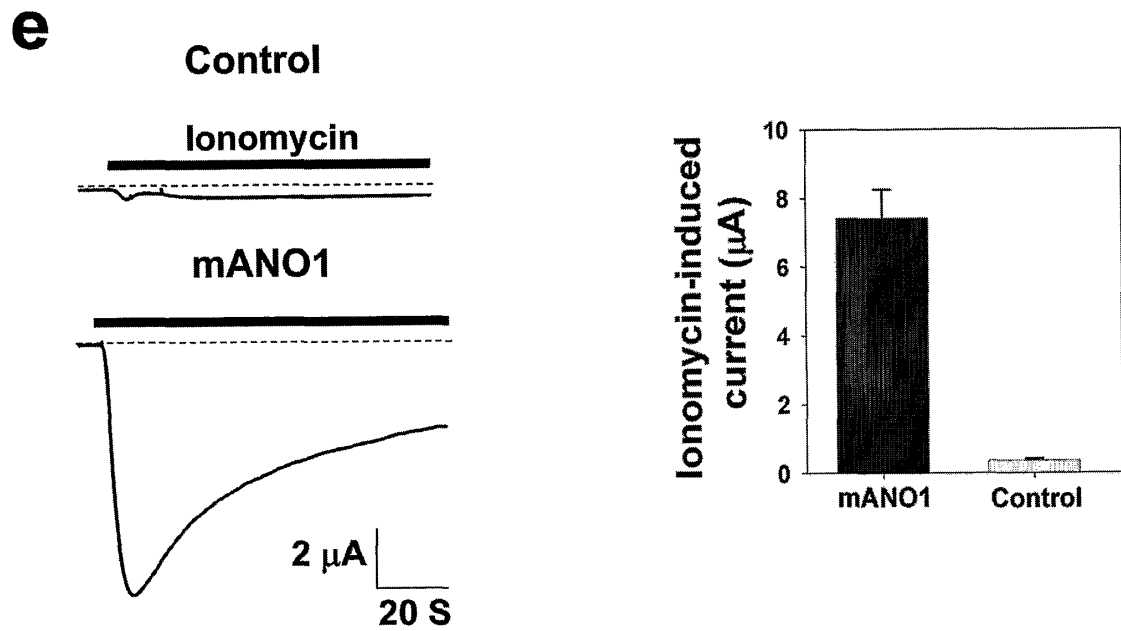 e
Control
Ionomycin
mANO1
2 μA
20 S
Ionomycin-induced
current (μA)
10
8
6
4
2
0
mANO1
Control